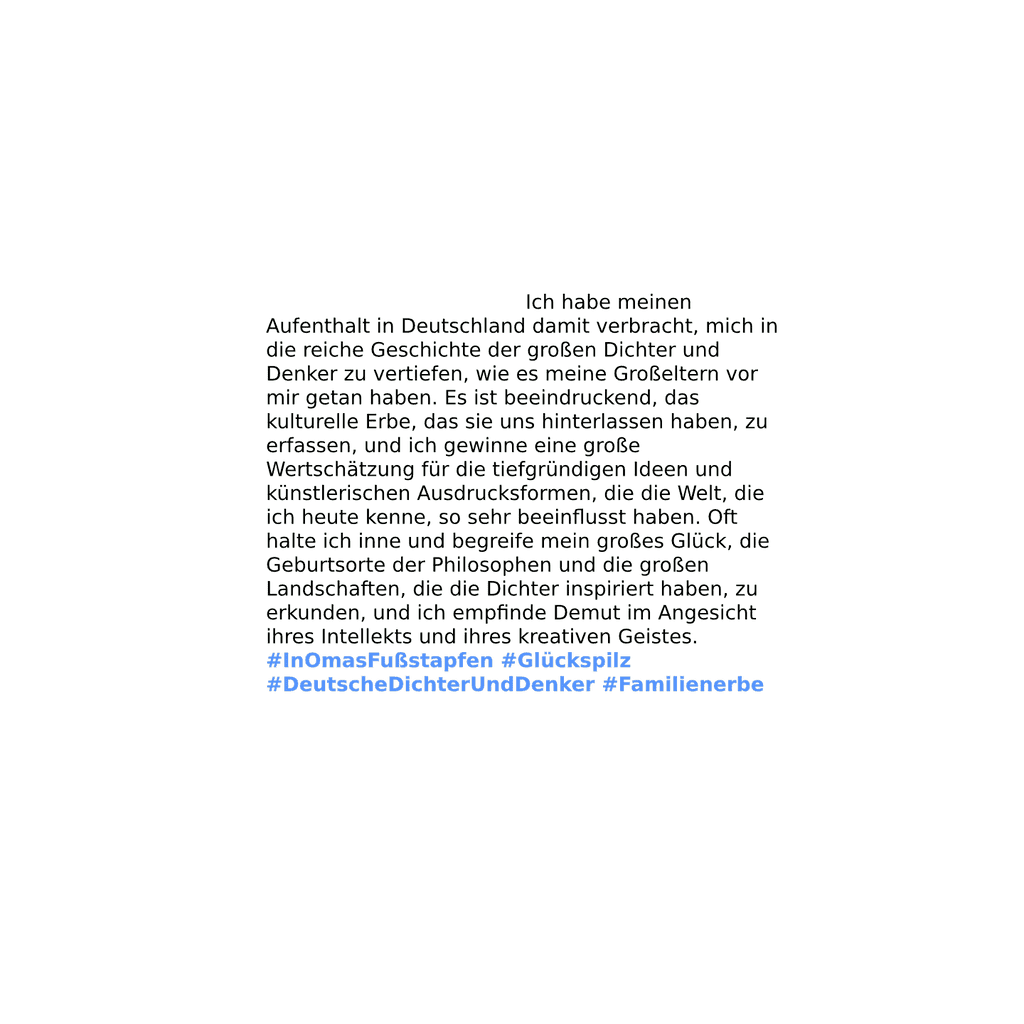 Ich habe meinen
Aufenthalt in Deutschland damit verbracht, mich in
die reiche Geschichte der großen Dichter und
Denker zu vertiefen, wie es meine Großeltern vor
mir getan haben. Es ist beeindruckend, das
kulturelle Erbe, das sie uns hinterlassen haben, zu
erfassen, und ich gewinne eine große
Wertschätzung für die tiefgründigen Ideen und
künstlerischen Ausdrucksformen, die die Welt, die
ich heute kenne, so sehr beeinflusst haben. Oft
halte ich inne und begreife mein großes Glück, die
Geburtsorte der Philosophen und die großen
Landschaften, die die Dichter inspiriert haben, zu
erkunden, und ich empfinde Demut im Angesicht
ihres Intellekts und ihres kreativen Geistes.
#InOmasFußstapfen #Glückspilz
#DeutscheDichterUndDenker #Familienerbe